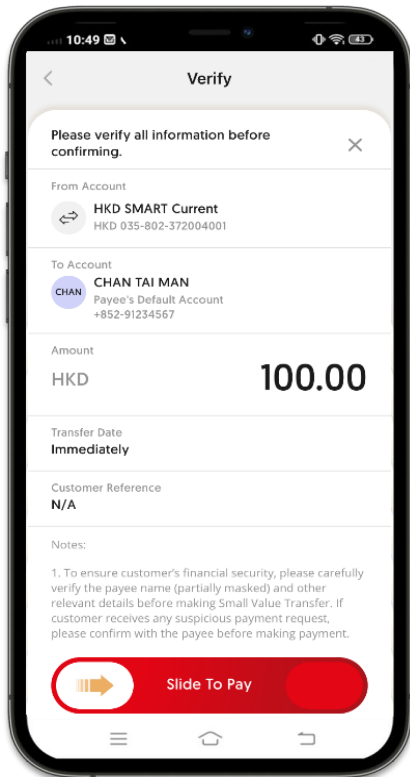 10:49
43
Verify
Please verify all information before
confirming.
From Account
HKD SMART Current
HKD 035-802-372004001
To Account
CHAN
CHAN TAI MAN
Payee's Default Account
+852-91234567
Amount
HKD 100.00
Transfer Date
Immediately
Customer Reference
N/A
Notes:
1. To ensure customer's financial security, please carefully
verify the payee name (partially masked) and other
relevant details before making Small Value Transfer. If
customer receives any suspicious payment request,
please confirm with the payee before making payment.
Slide To Pay